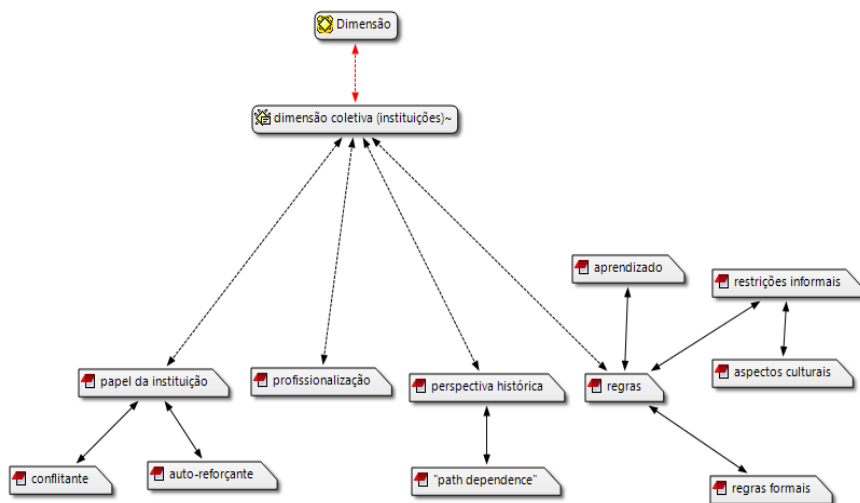 Dimensão
dimensão coletiva (instituições)~
aprendizado
restrições informais
papel da instituição
profissionalização
perspectiva histórica
regras
aspectos culturais
conflitante
auto-reforçante
"path dependence"
regras formais